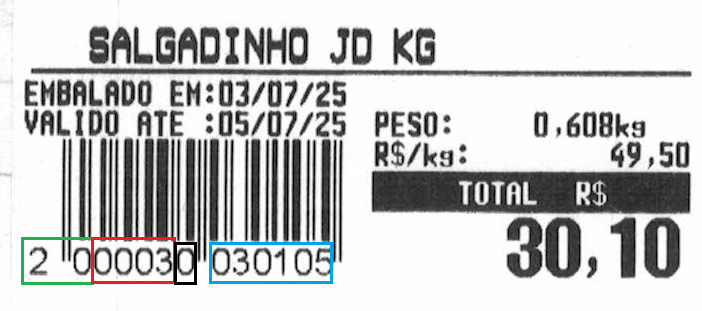 SALGADINHO JD KG
EMBALADO EM:03/07/25
VALIDO ATE :05/07/25
PESO: 0,608kg
R$/kg: 49,50
TOTAL R$
30,10
2 000030 030105